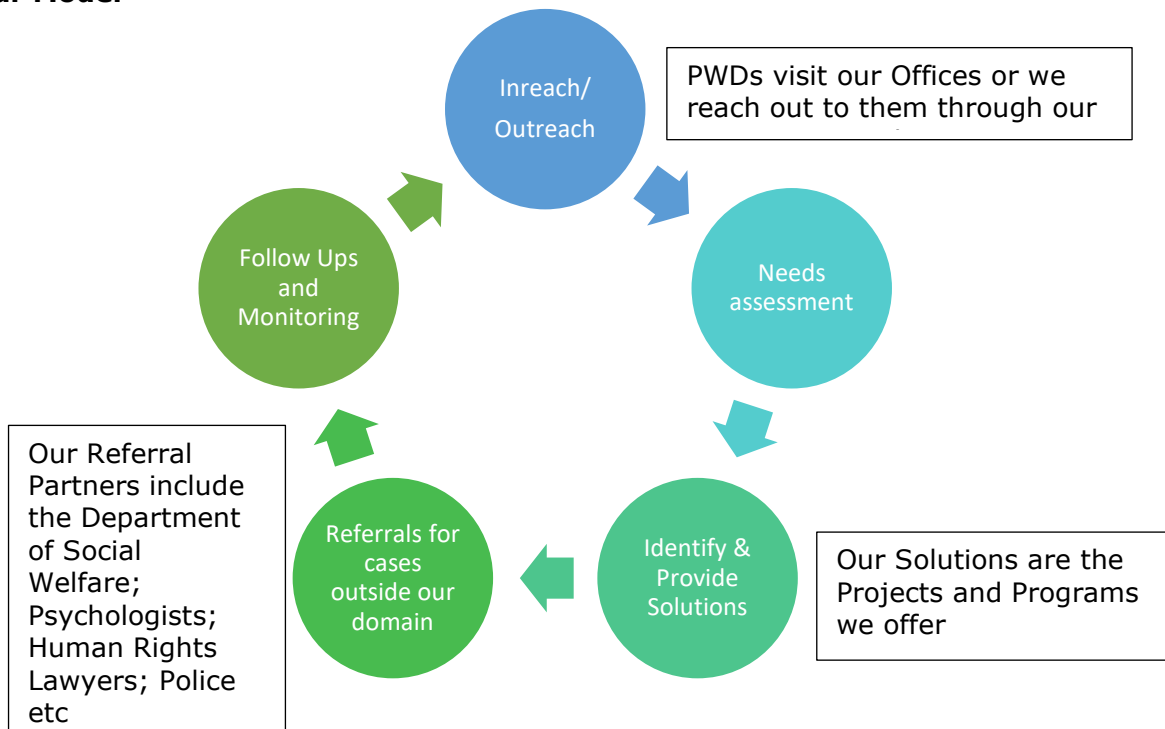 Inreach/
Outreach
PWDs visit our Offices or we
reach out to them through our
Needs
assessment
Identify &
Provide
Solutions
Our Solutions are the
Projects and Programs
we offer
Referrals for
cases
outside our
domain
Our Referral
Partners include
the Department
of Social
Welfare;
Psychologists;
Human Rights
Lawyers; Police
etc
Follow Ups
and
Monitoring